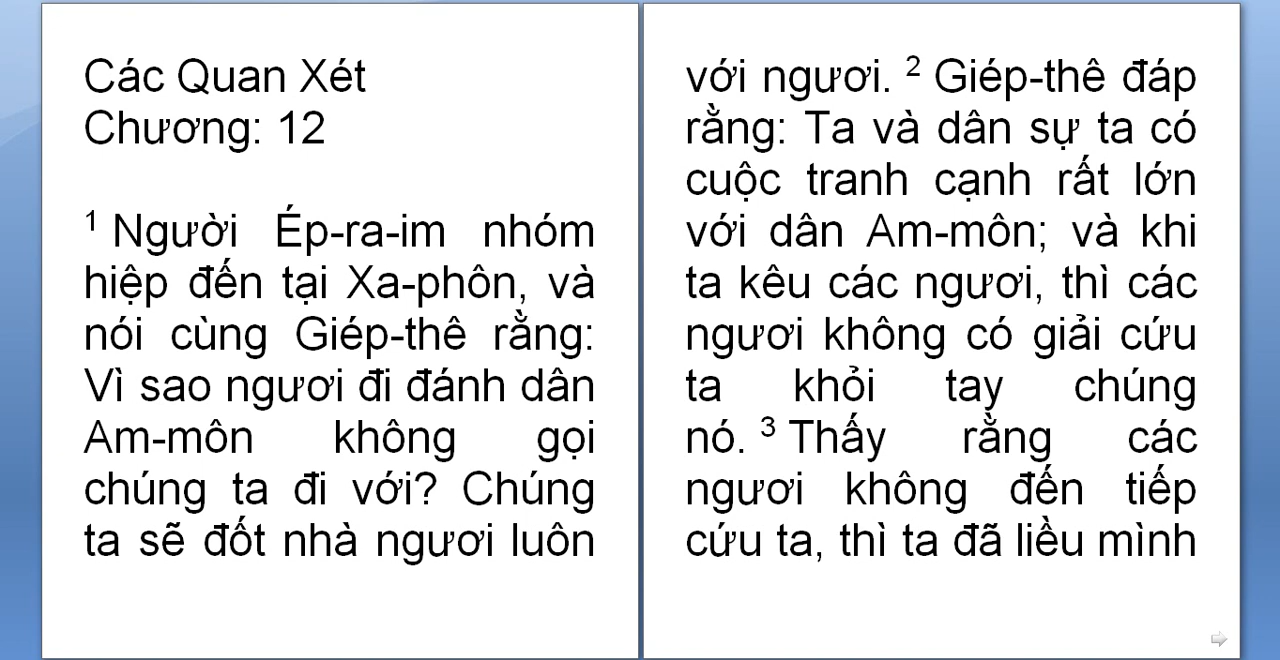 Các Quan Xét
Chương: 12
1 Người Ép-ra-im nhóm
hiệp đến tại Xa-phôn, và
nói cùng Giép-thê rằng:
Vì sao ngươi đi đánh dân
Am-môn không gọi
chúng ta đi với? Chúng
ta sẽ đốt nhà ngươi luôn
với ngươi. 2 Giép-thê đáp
rằng: Ta và dân sự ta có
cuộc tranh cạnh rất lớn
với dân Am-môn; và khi
ta kêu các ngươi, thì các
ngươi không có giải cứu
ta khỏi tay chúng
nó. 3 Thấy rằng các
ngươi không đến tiếp
cứu ta, thì ta đã liều mình